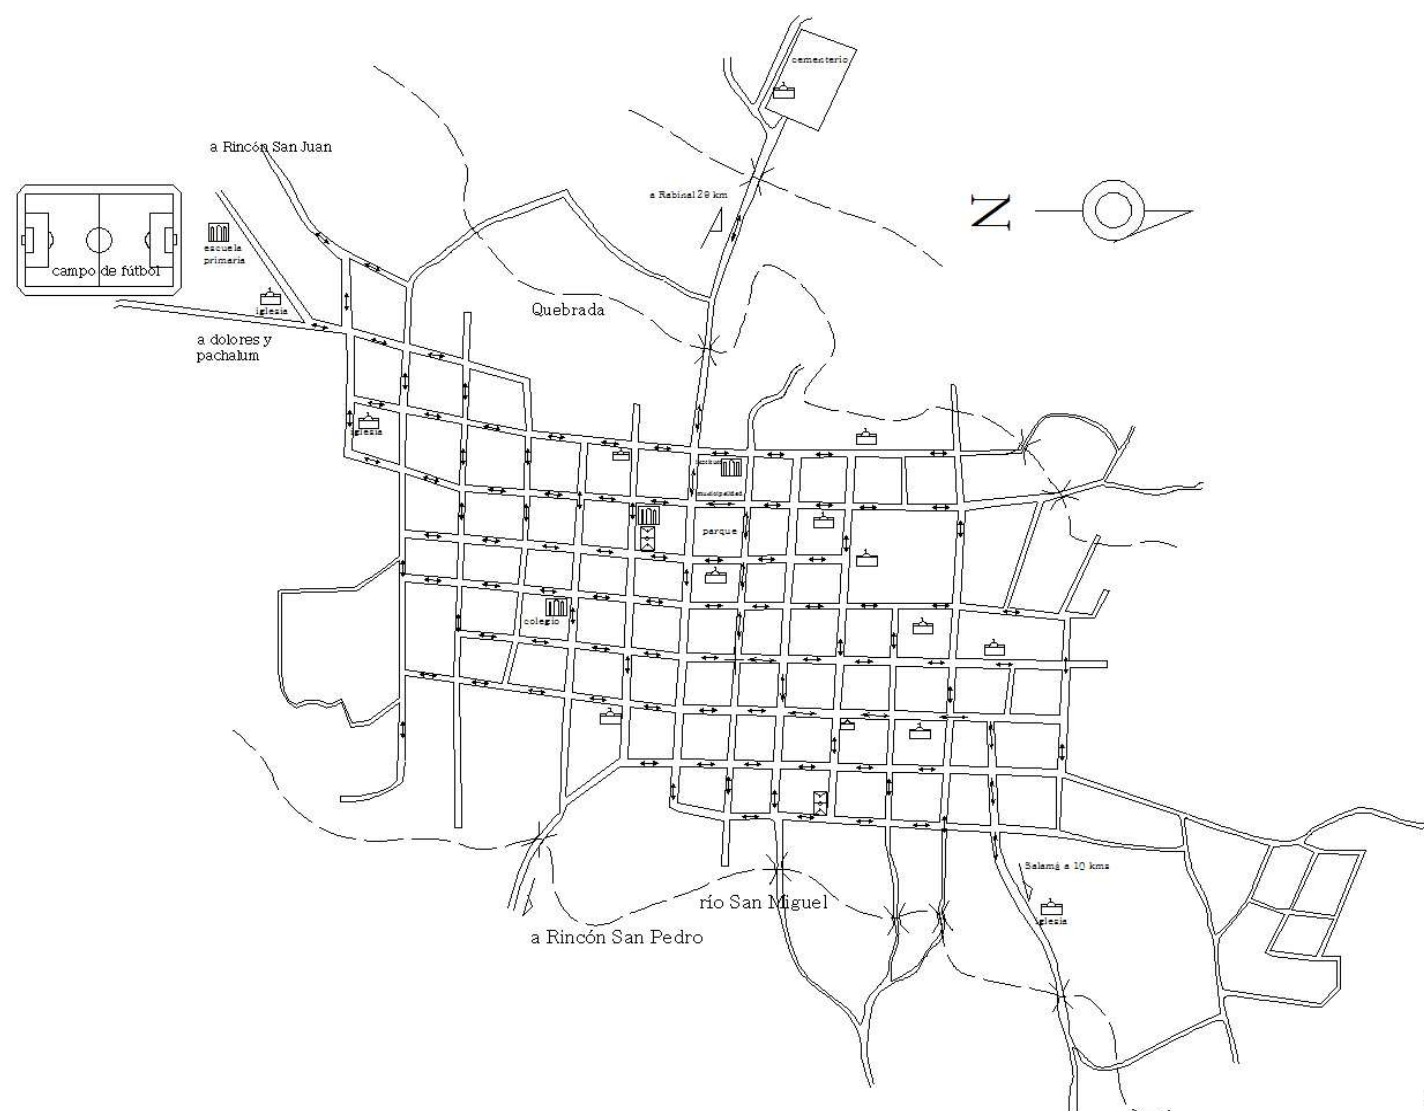 cementerio
a Rincón San Juan
a Rabinal 29 km
N
escuela
primaria
campo de fútbol
iglesia
Quebrada
a dolores y
pachalum
iglesia
municipalidad
parque
colegio
Salamá a 10 kms
río San Miguel
iglesia
a Rincón San Pedro